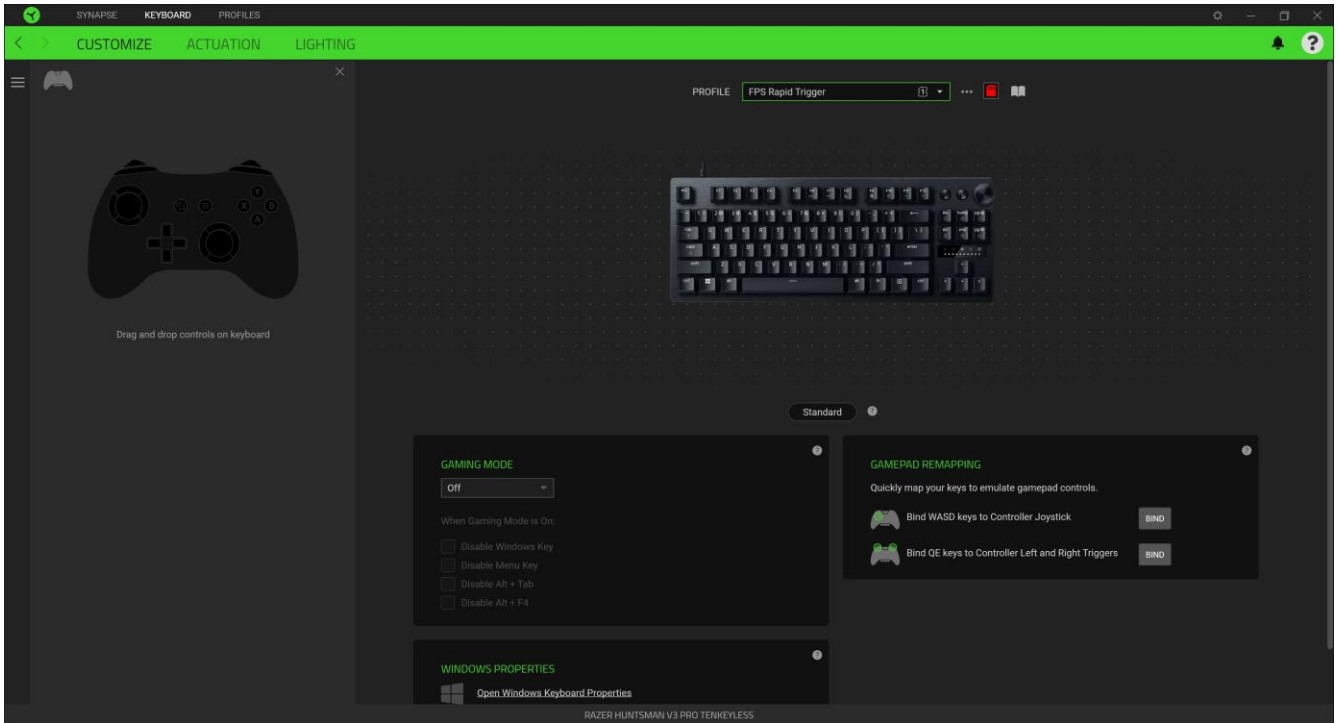 SYNAPSE KEYBOARD PROFILES
CUSTOMIZE ACTUATION LIGHTING
?
PROFILE FPS Rapid Trigger 1
Y
X B
A
Drag and drop controls on keyboard
Standard ?
GAMING MODE ?
Off
When Gaming Mode is On:
Disable Windows Key
Disable Menu Key
Disable Alt + Tab
Disable Alt + F4
GAMEPAD REMAPPING ?
Quickly map your keys to emulate gamepad controls.
Bind WASD keys to Controller Joystick BIND
Bind QE keys to Controller Left and Right Triggers BIND
WINDOWS PROPERTIES ?
Open Windows Keyboard Properties
RAZER HUNTSMAN V3 PRO TENKEYLESS